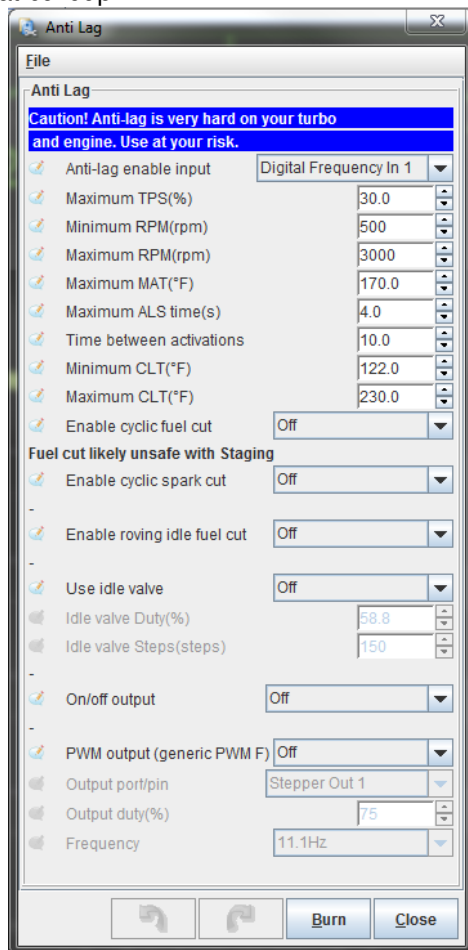 Anti Lag
File
Anti Lag
Caution! Anti-lag is very hard on your turbo
and engine. Use at your risk.
Anti-lag enable input Digital Frequency In 1
Maximum TPS(%) 30.0
Minimum RPM(rpm) 500
Maximum RPM(rpm) 3000
Maximum MAT(°F) 170.0
Maximum ALS time(s) 4.0
Time between activations 10.0
Minimum CLT(°F) 122.0
Maximum CLT(°F) 230.0
Enable cyclic fuel cut Off
Fuel cut likely unsafe with Staging
Enable cyclic spark cut Off
-
Enable roving idle fuel cut Off
-
Use idle valve Off
Idle valve Duty(%) 58.8
Idle valve Steps(steps) 150
-
On/off output Off
-
PWM output (generic PWM F) Off
Output port/pin Stepper Out 1
Output duty(%) 75
Frequency 11.1Hz
Burn Close